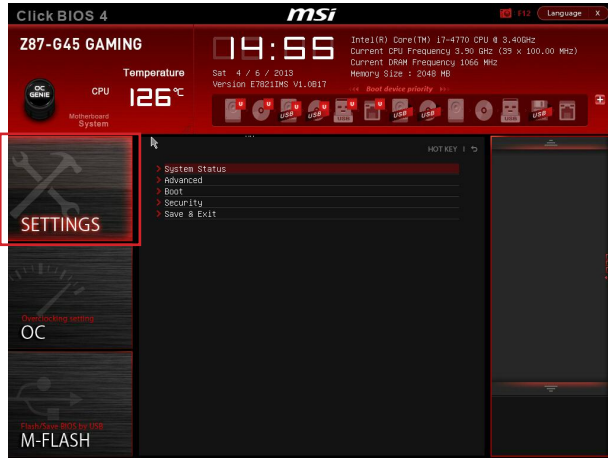 Click BIOS 4
msi
F12
Language
X
Z87-G45 GAMING
OC
GENIE
CPU
Temperature
126°C
Motherboard
System
14:55
Sat 4 / 6 / 2013
Version E7821IMS V1.0B17
Intel(R) Core(TM) i7-4770 CPU @ 3.40GHz
Current CPU Frequency 3.90 GHz (39 x 100.00 MHz)
Current DRAM Frequency 1066 MHz
Memory Size : 2048 MB
Boot device priority
U U U U U U
USB USB USB USB USB USB
HOT KEY
SETTINGS
> System Status
> Advanced
> Boot
> Security
> Save & Exit
Overclocking setting
OC
Flash/Save BIOS by USB
M-FLASH